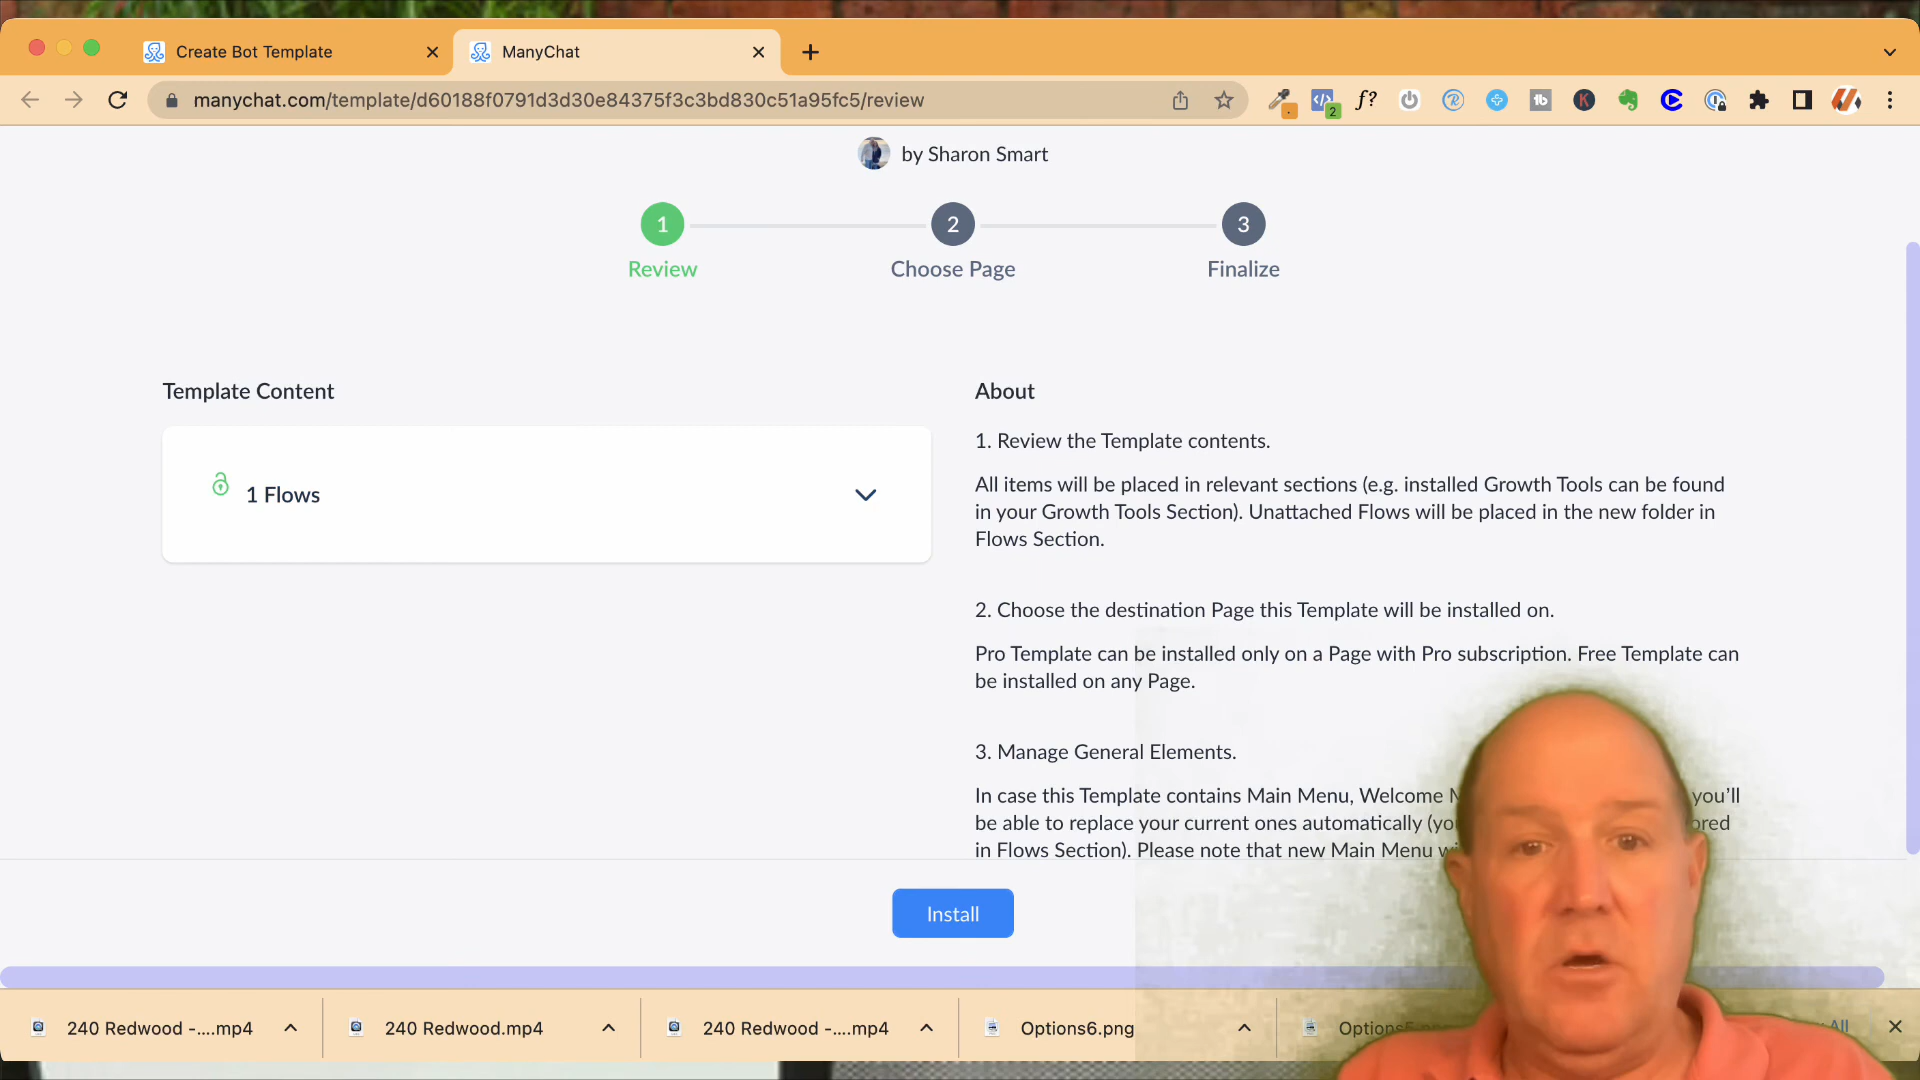 Create Bot Template
ManyChat
manychat.com/template/d60188f0791d3d30e84375f3c3bd830c51a95fc5/review
f?
2
by Sharon Smart
1
2
3
Review
Choose Page
Finalize
Template Content
1 Flows
About
1. Review the Template contents.
All items will be placed in relevant sections (e.g. installed Growth Tools can be found
in your Growth Tools Section). Unattached Flows will be placed in the new folder in
Flows Section.
2. Choose the destination Page this Template will be installed on.
Pro Template can be installed only on a Page with Pro subscription. Free Template can
be installed on any Page.
3. Manage General Elements.
In case this Template contains Main Menu, Welcome you'll
be able to replace your current ones automatically
in Flows Section). Please note that new Main Menu
Install
240 Redwood -....mp4
240 Redwood.mp4
240 Redwood -....mp4
Options6.png
All